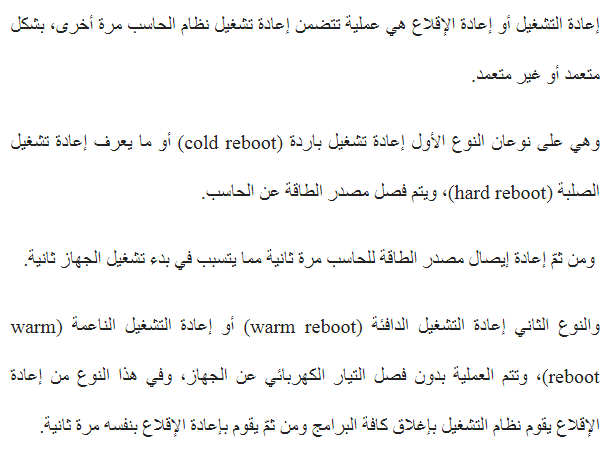 إعادة التشغيل أو إعادة الإقلاع هي عملية تتضمن إعادة تشغيل نظام الحاسب مرة أخرى، بشكل
متعمد أو غير متعمد.
وهي على نوعان النوع الأول إعادة تشغيل باردة (cold reboot) أو ما يعرف إعادة تشغيل
الصلبة (hard reboot)، ويتم فصل مصدر الطاقة عن الحاسب.
ومن ثمّ إعادة إيصال مصدر الطاقة للحاسب مرة ثانية مما يتسبب في بدء تشغيل الجهاز ثانية.
والنوع الثاني إعادة التشغيل الدافئة (warm reboot) أو إعادة التشغيل الناعمة (warm
reboot)، وتتم العملية بدون فصل التيار الكهربائي عن الجهاز، وفي هذا النوع من إعادة
الإقلاع يقوم نظام التشغيل بإغلاق كافة البرامج ومن ثمّ يقوم بإعادة الإقلاع بنفسه مرة ثانية.